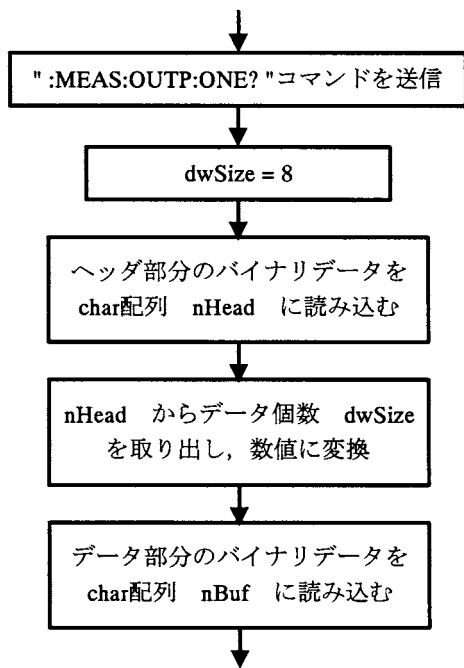 " :MEAS:OUTP:ONE? "コマンドを送信
dwSize = 8
ヘッダ部分のバイナリデータを
char配列 nHead に読み込む
nHead からデータ個数 dwSize
を取り出し，数値に変換
データ部分のバイナリデータを
char配列 nBuf に読み込む